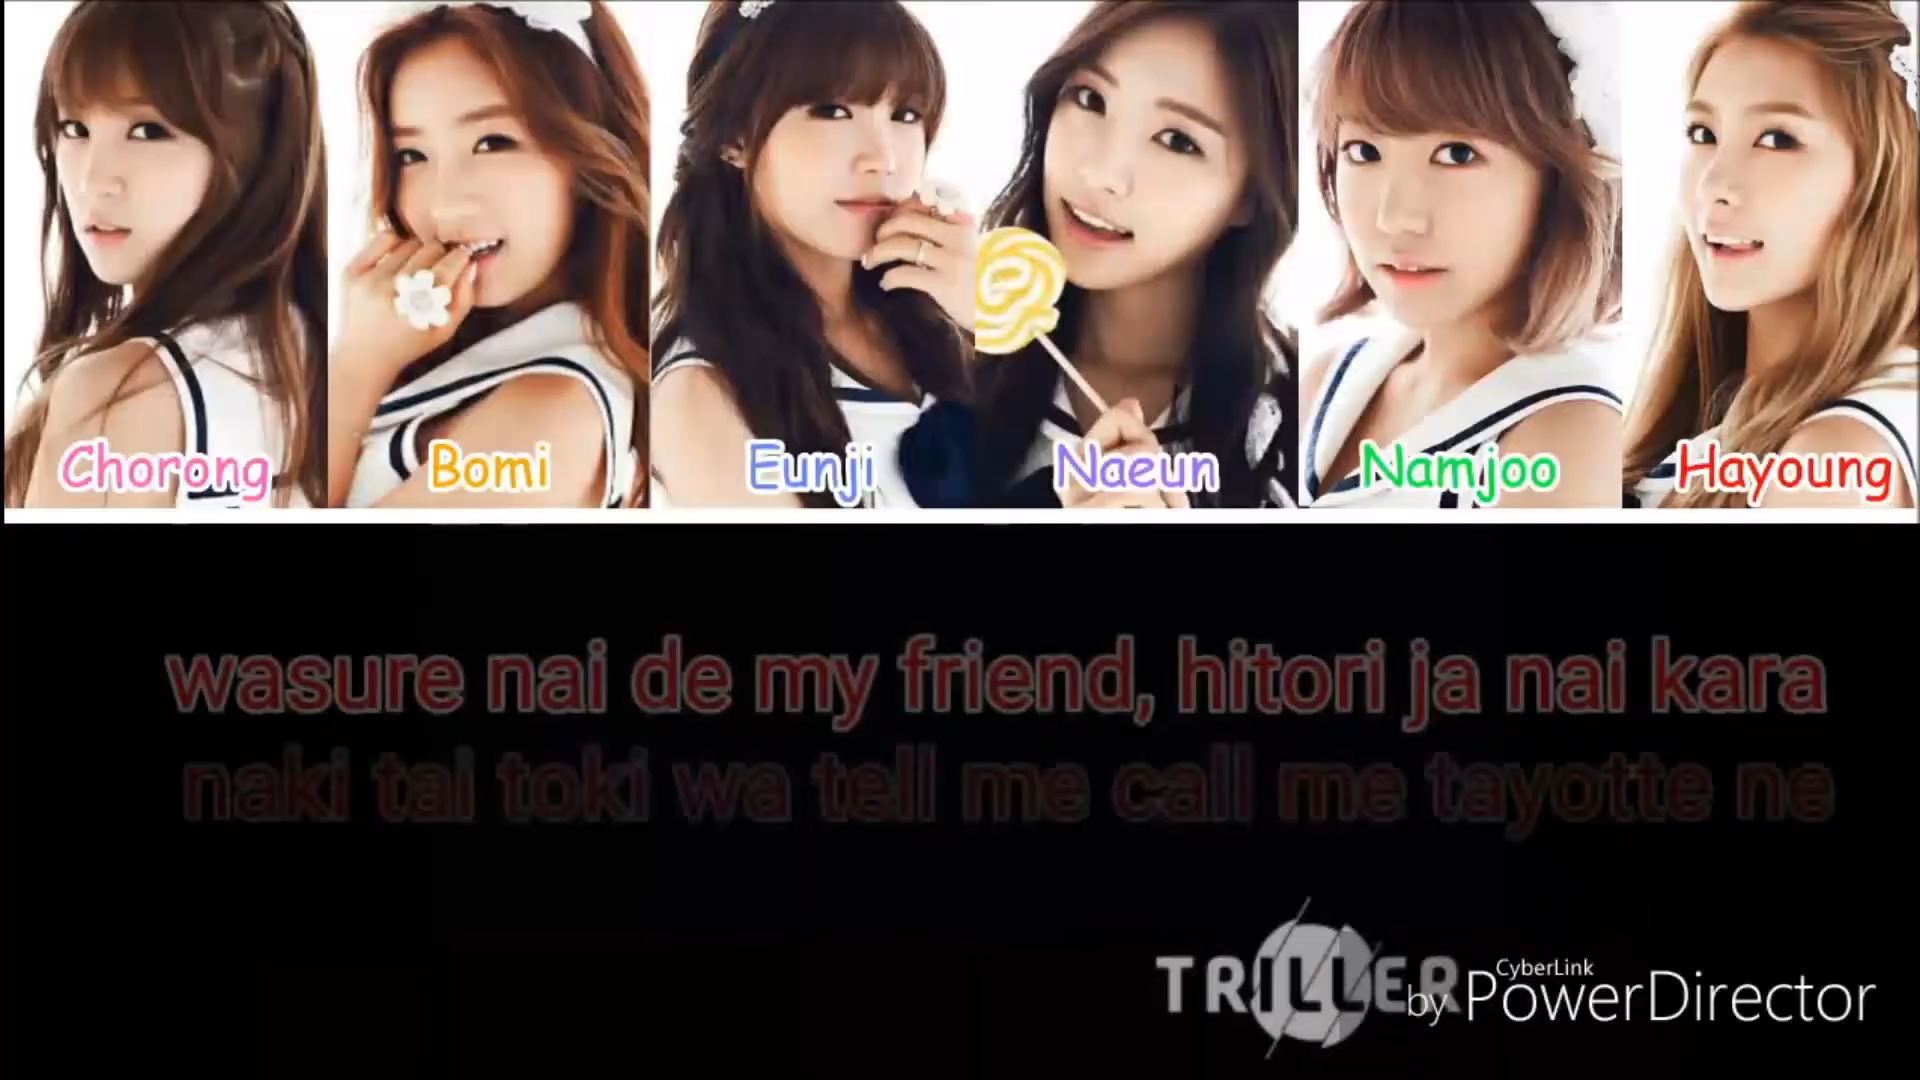 Chorong Bomi Eunji Naeun Namjoo Hayoung
wasure nai de my friend, hitori ja nai kara
naki tai toki wa tell me call me tayotte ne
TRILLER
CyberLink
by PowerDirector